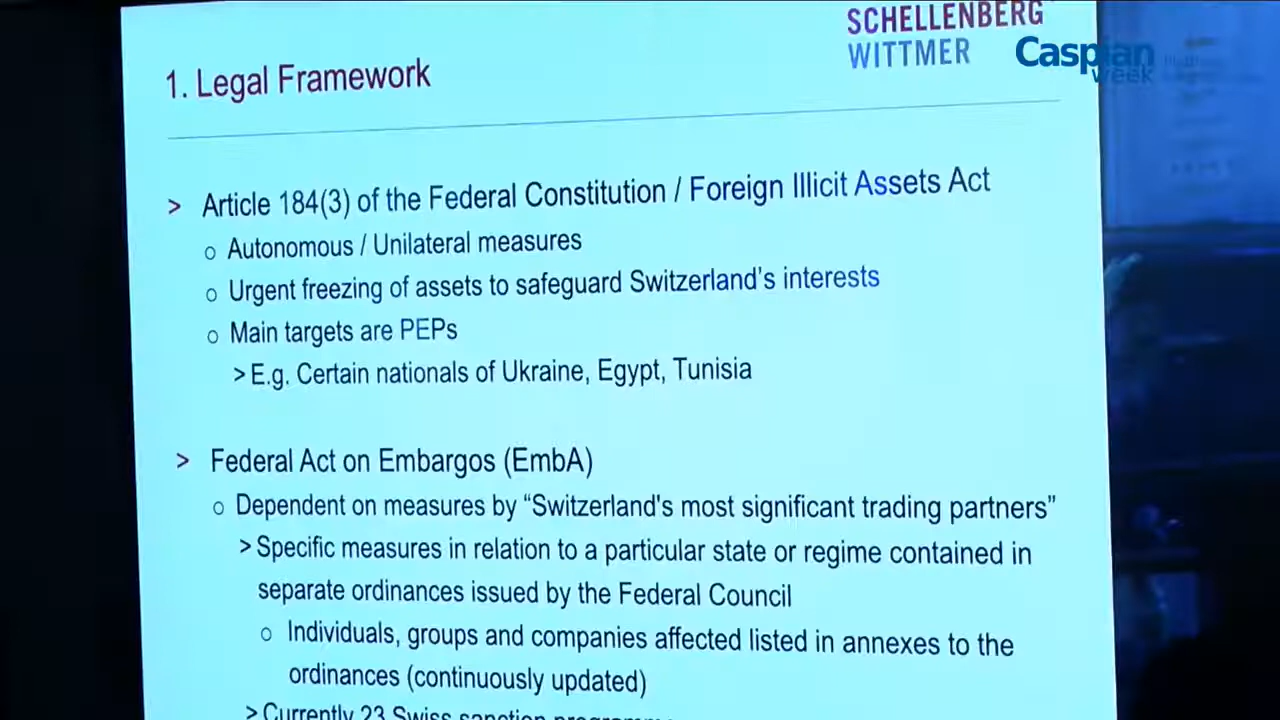 SCHELLENBERG
WITTMER
Caspian
week
1. Legal Framework
> Article 184(3) of the Federal Constitution / Foreign Illicit Assets Act
o Autonomous / Unilateral measures
o Urgent freezing of assets to safeguard Switzerland's interests
o Main targets are PEPs
> E.g. Certain nationals of Ukraine, Egypt, Tunisia
> Federal Act on Embargos (EmbA)
o Dependent on measures by “Switzerland's most significant trading partners”
> Specific measures in relation to a particular state or regime contained in
separate ordinances issued by the Federal Council
o Individuals, groups and companies affected listed in annexes to the
ordinances (continuously updated)
> Currently 23 Swiss sanction